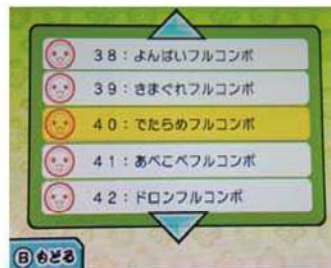 38：よんばいフルコンボ
39：きまぐれフルコンボ
40：でたらめフルコンボ
41：あべこべフルコンボ
42：ドロンフルコンボ
Ⓑもどる